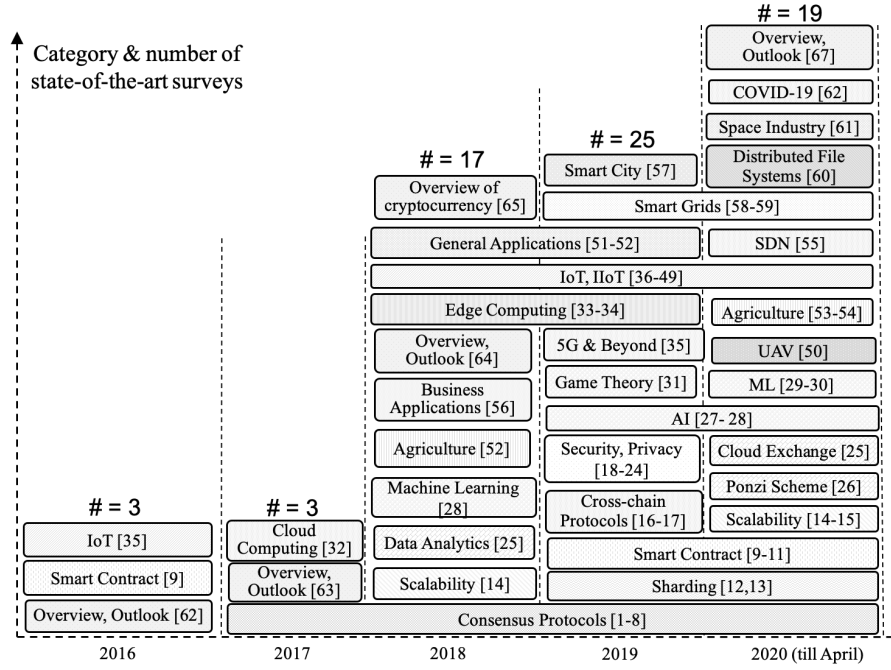 # = 19
Category & number of
state-of-the-art surveys
Overview,
Outlook [67]
COVID-19 [62]
Space Industry [61]
# = 25
Distributed File
Systems [60]
# = 17
Smart City [57]
Overview of
cryptocurrency [65]
Smart Grids [58-59]
General Applications [51-52]
SDN [55]
IoT, IIoT [36-49]
Edge Computing [33-34]
Agriculture [53-54]
Overview,
Outlook [64]
5G & Beyond [35]
UAV [50]
Business
Applications [56]
Game Theory [31]
ML [29-30]
AI [27- 28]
Agriculture [52]
Security, Privacy
[18-24]
Cloud Exchange [25]
Machine Learning
[28]
Cross-chain
Protocols [16-17]
Ponzi Scheme [26]
Scalability [14-15]
# = 3
# = 3
IoT [35]
Cloud
Computing [32]
Data Analytics [25]
Smart Contract [9-11]
Smart Contract [9]
Overview,
Outlook [63]
Scalability [14]
Sharding [12,13]
Overview, Outlook [62]
Consensus Protocols [1-8]
2016
2017
2018
2019
2020 (till April)